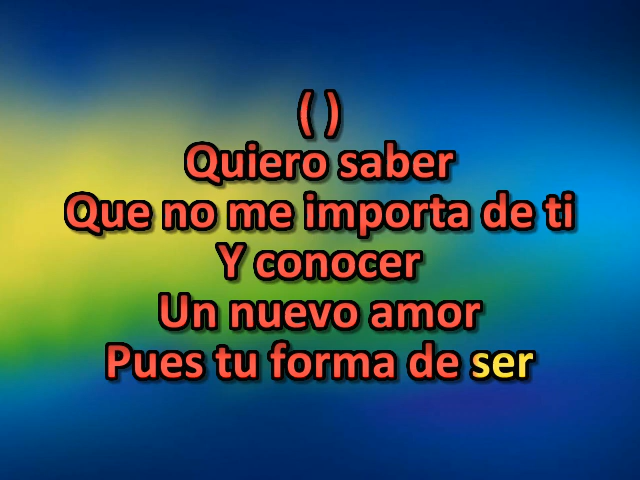 ( )
Quiero saber
Que no me importa de ti
Y conocer
Un nuevo amor
Pues tu forma de ser